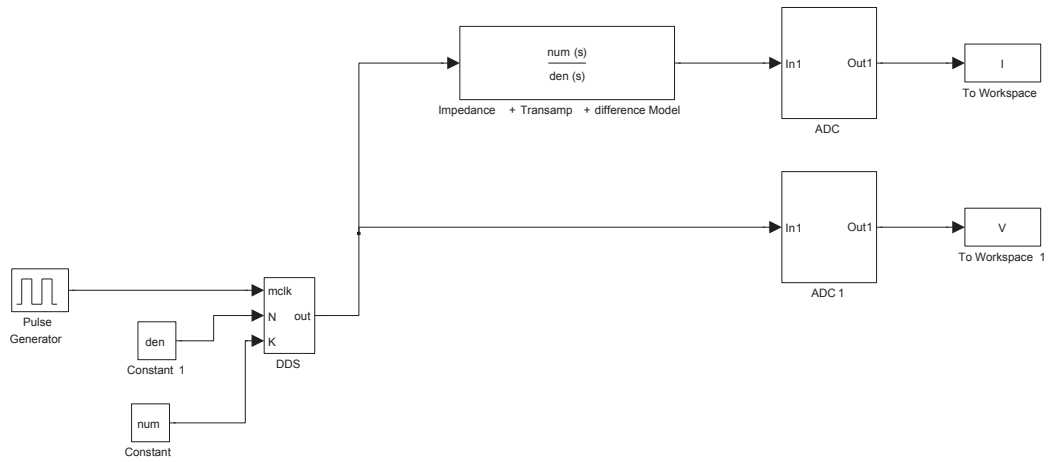 num (s)
den (s)
Impedance + Transamp + difference Model
In1 Out1
ADC
I
To Workspace
In1 Out1
ADC 1
V
To Workspace 1
Pulse
Generator
mclk
N out
K
DDS
den
Constant 1
num
Constant